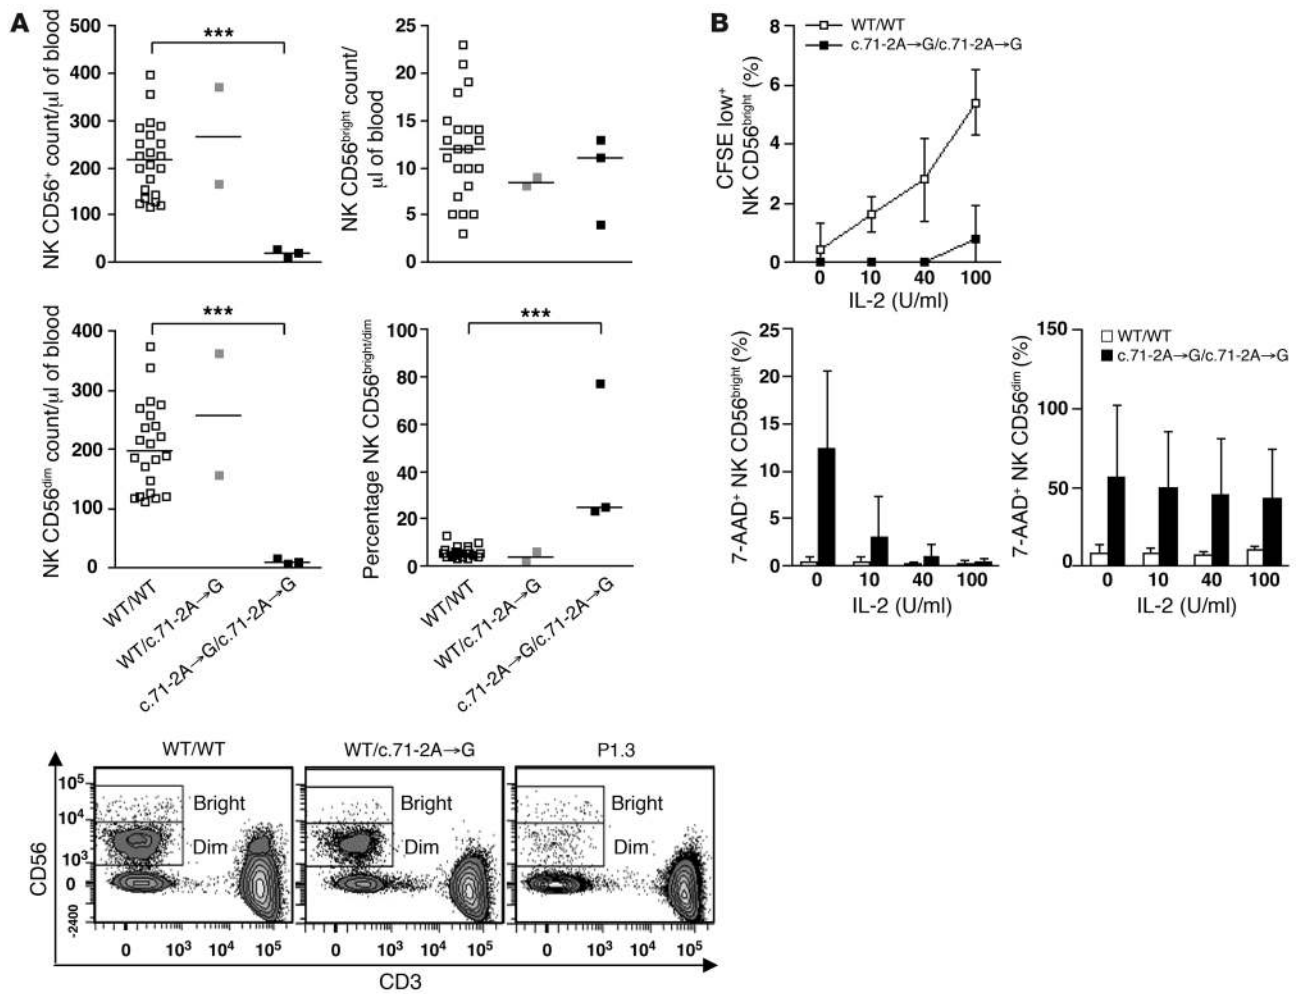 A
NK CD56⁺ count/μl of blood
500
400
300
200
100
0
***
NK CD56ᵇʳⁱᵍʰᵗ count/
μl of blood
25
20
15
10
5
0
NK CD56ᵈⁱᵐ count/μl of blood
400
300
200
100
0
***
WT/WT
WT/c.71-2A→G
c.71-2A→G/c.71-2A→G
Percentage NK CD56ᵇʳⁱᵍʰᵗ/ᵈⁱᵐ
100
80
60
40
20
0
***
WT/WT
WT/c.71-2A→G
c.71-2A→G/c.71-2A→G
B
WT/WT
c.71-2A→G/c.71-2A→G
CFSE low⁺
NK CD56ᵇʳⁱᵍʰᵗ (%)
8
6
4
2
0
0 10 40 100
IL-2 (U/ml)
7-AAD⁺ NK CD56ᵇʳⁱᵍʰᵗ (%)
25
20
15
10
5
0
0 10 40 100
IL-2 (U/ml)
7-AAD⁺ NK CD56ᵈⁱᵐ (%)
150
100
50
0
WT/WT
c.71-2A→G/c.71-2A→G
0 10 40 100
IL-2 (U/ml)
WT/WT
WT/c.71-2A→G
P1.3
CD56
10⁵
10⁴
10³
0
-2400
Bright
Dim
Bright
Dim
Bright
Dim
0 10³ 10⁴ 10⁵
0 10³ 10⁴ 10⁵
0 10³ 10⁴ 10⁵
CD3